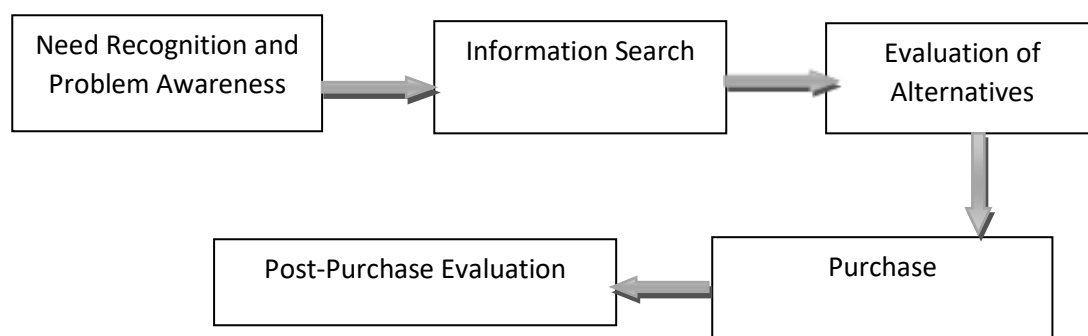 Need Recognition and
Problem Awareness
Information Search
Evaluation of
Alternatives
Purchase
Post-Purchase Evaluation